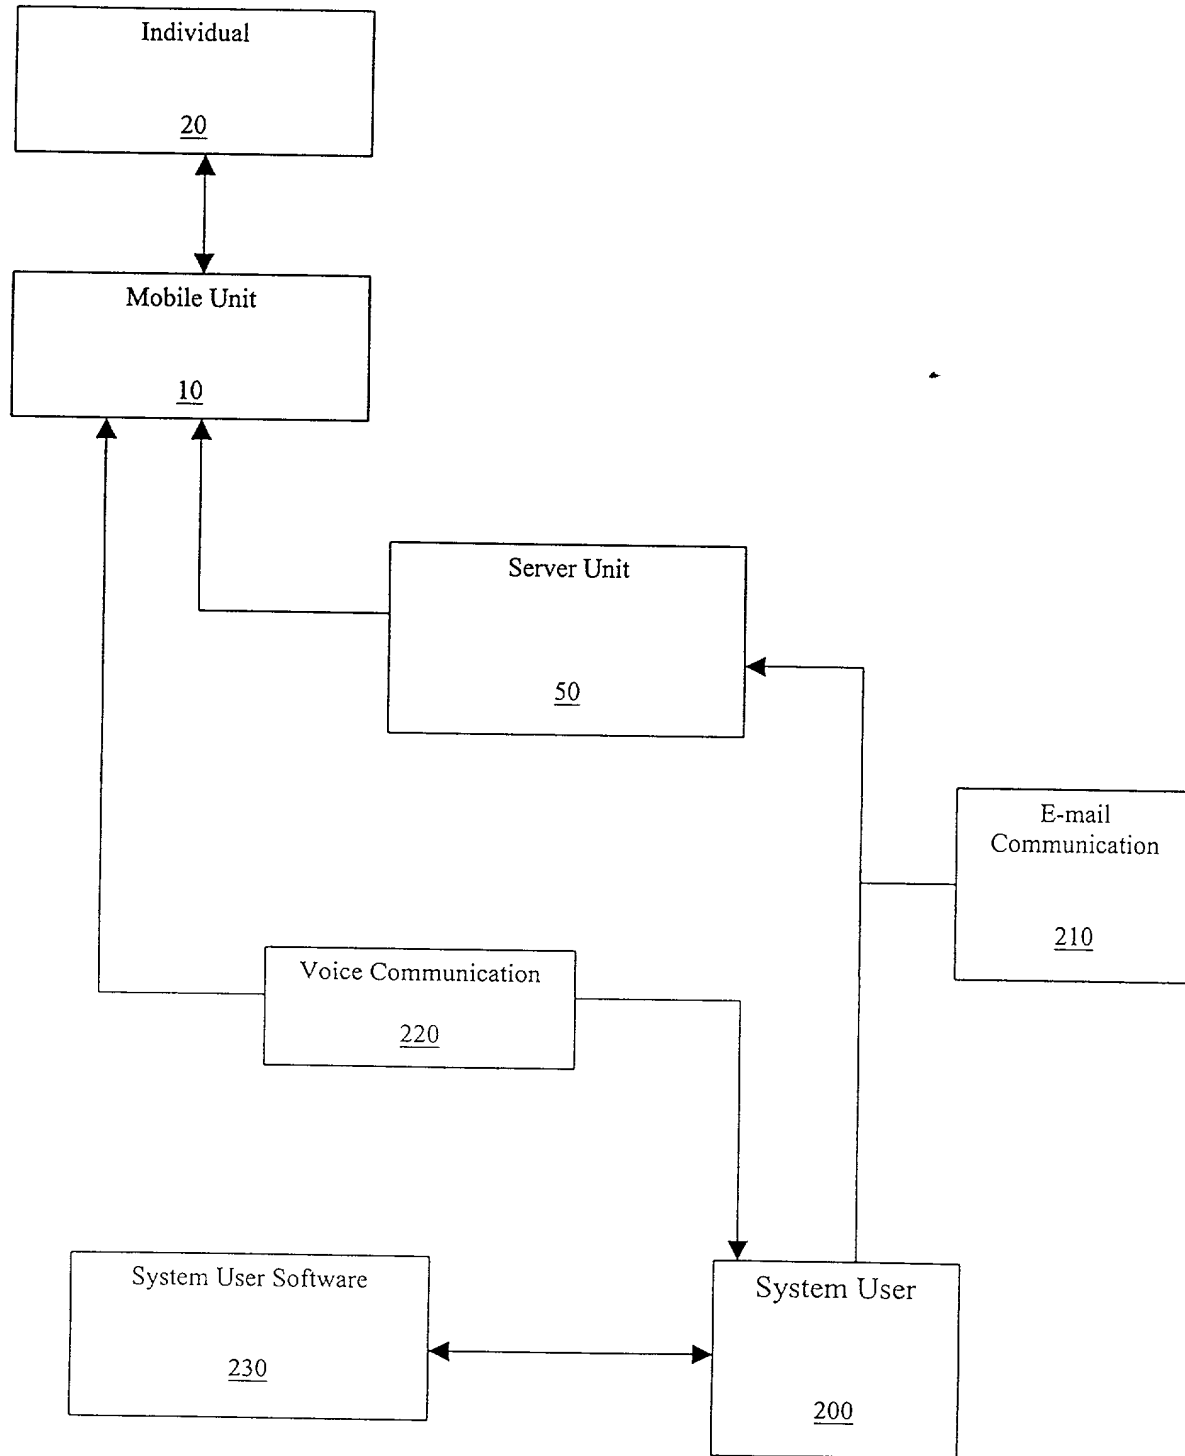 Individual
20
Mobile Unit
10
Server Unit
50
E-mail
Communication
210
Voice Communication
220
System User Software
230
System User
200